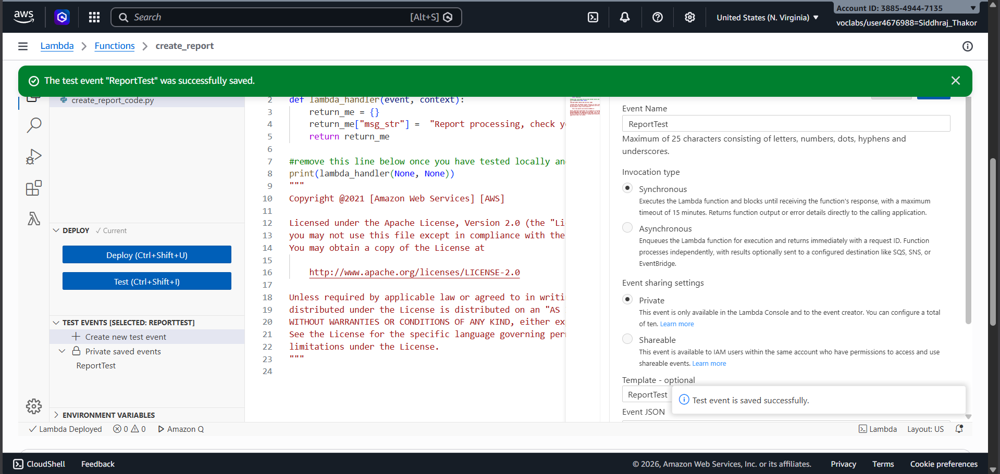 aws
Search
[Alt+S]
United States (N. Virginia)
Account ID: 3885-4944-7135
voclabs/user4676988=Siddhraj_Thakor
Lambda
Functions
create_report
The test event "ReportTest" was successfully saved.
create_report_code.py
DEPLOY
Current
Deploy (Ctrl+Shift+U)
Test (Ctrl+Shift+I)
TEST EVENTS [SELECTED: REPORTTEST]
Create new test event
Private saved events
ReportTest
ENVIRONMENT VARIABLES
2 def lambda_handler(event, context):
3 return_me = {}
4 return_me["msg_str"] = "Report processing, check y
5 return return_me
6
7 #remove this line below once you have tested locally an
8 print(lambda_handler(None, None))
9 """
10 Copyright @2021 [Amazon Web Services] [AWS]
11
12 Licensed under the Apache License, Version 2.0 (the "Li
13 you may not use this file except in compliance with the
14 You may obtain a copy of the License at
15
16 http://www.apache.org/licenses/LICENSE-2.0
17
18 Unless required by applicable law or agreed to in writi
19 distributed under the License is distributed on an "AS
20 WITHOUT WARRANTIES OR CONDITIONS OF ANY KIND, either ex
21 See the License for the specific language governing per
22 limitations under the License.
23 """
24
Event Name
ReportTest
Maximum of 25 characters consisting of letters, numbers, dots, hyphens and
underscores.
Invocation type
Synchronous
Executes the Lambda function and blocks until receiving the function's response, with a maximum
timeout of 15 minutes. Returns function output or error details directly to the calling application.
Asynchronous
Enqueues the Lambda function for execution and returns immediately with a request ID. Function
processes independently, with results optionally sent to a configured destination like SQS, SNS, or
EventBridge.
Event sharing settings
Private
This event is only available in the Lambda Console and to the event creator. You can configure a total
of ten. Learn more
Shareable
This event is available to IAM users within the same account who have permissions to access and use
shareable events. Learn more
Template - optional
ReportTest
Test event is saved successfully.
Event JSON
Lambda Deployed
0
0
Amazon Q
Lambda
Layout: US
CloudShell
Feedback
© 2026, Amazon Web Services, Inc. or its affiliates.
Privacy
Terms
Cookie preferences